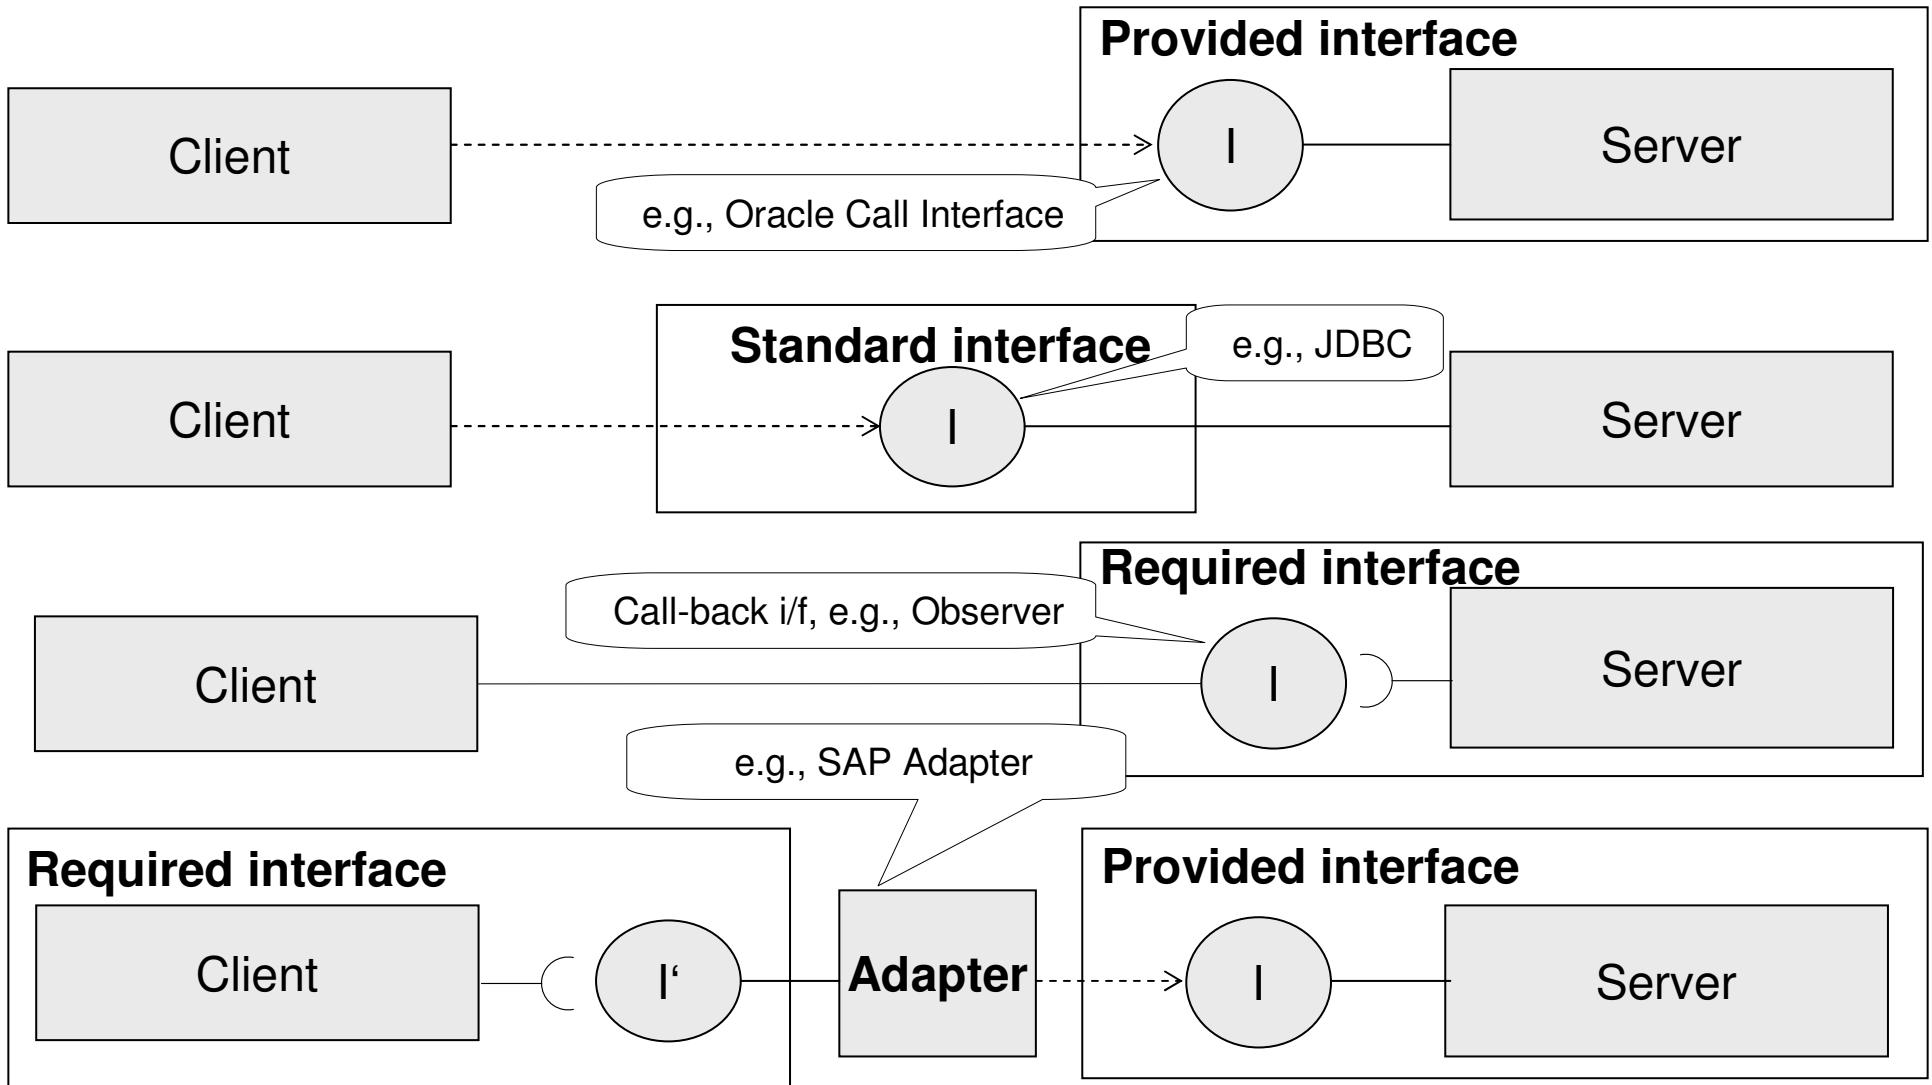 Provided interface
Client
I
Server
e.g., Oracle Call Interface
Standard interface
e.g., JDBC
Client
I
Server
Required interface
Call-back i/f, e.g., Observer
Client
I
Server
e.g., SAP Adapter
Required interface
Provided interface
Client
I‘
Adapter
I
Server